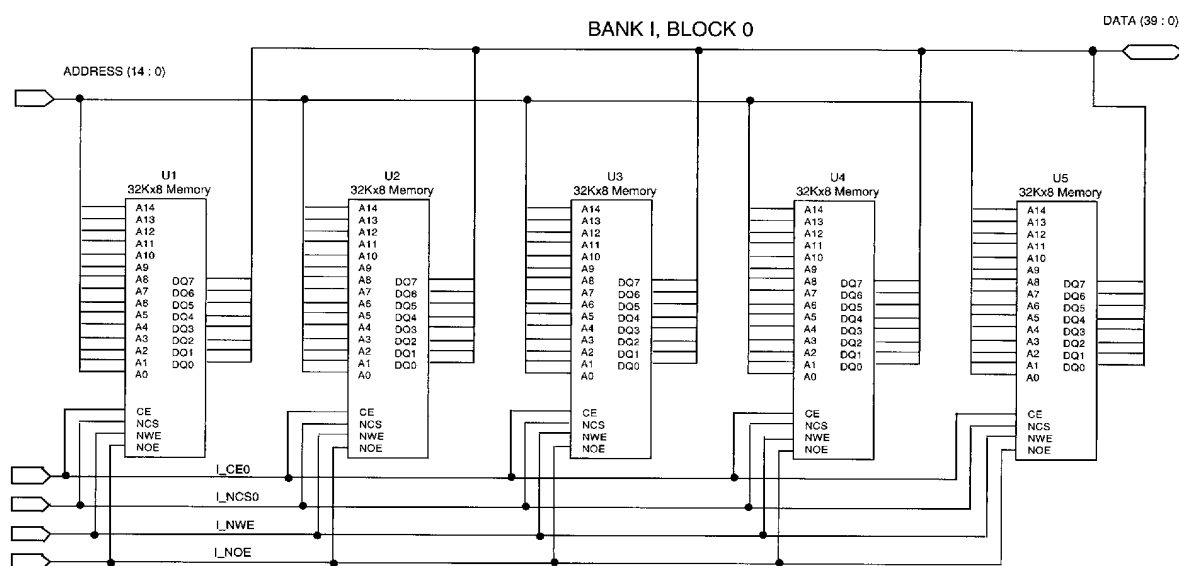 BANK I, BLOCK 0
DATA (39 : 0)
ADDRESS (14 : 0)
U1
32Kx8 Memory
A14
A13
A12
A11
A10
A9
A8
A7
A6
A5
A4
A3
A2
A1
A0
DQ7
DQ6
DQ5
DQ4
DQ3
DQ2
DQ1
DQ0
CE
NCS
NWE
NOE
U2
32Kx8 Memory
A14
A13
A12
A11
A10
A9
A8
A7
A6
A5
A4
A3
A2
A1
A0
DQ7
DQ6
DQ5
DQ4
DQ3
DQ2
DQ1
DQ0
CE
NCS
NWE
NOE
U3
32Kx8 Memory
A14
A13
A12
A11
A10
A9
A8
A7
A6
A5
A4
A3
A2
A1
A0
DQ7
DQ6
DQ5
DQ4
DQ3
DQ2
DQ1
DQ0
CE
NCS
NWE
NOE
U4
32Kx8 Memory
A14
A13
A12
A11
A10
A9
A8
A7
A6
A5
A4
A3
A2
A1
A0
DQ7
DQ6
DQ5
DQ4
DQ3
DQ2
DQ1
DQ0
CE
NCS
NWE
NOE
U5
32Kx8 Memory
A14
A13
A12
A11
A10
A9
A8
A7
A6
A5
A4
A3
A2
A1
A0
DQ7
DQ6
DQ5
DQ4
DQ3
DQ2
DQ1
DQ0
CE
NCS
NWE
NOE
I_CE0
I_NCS0
I_NWE
I_NOE